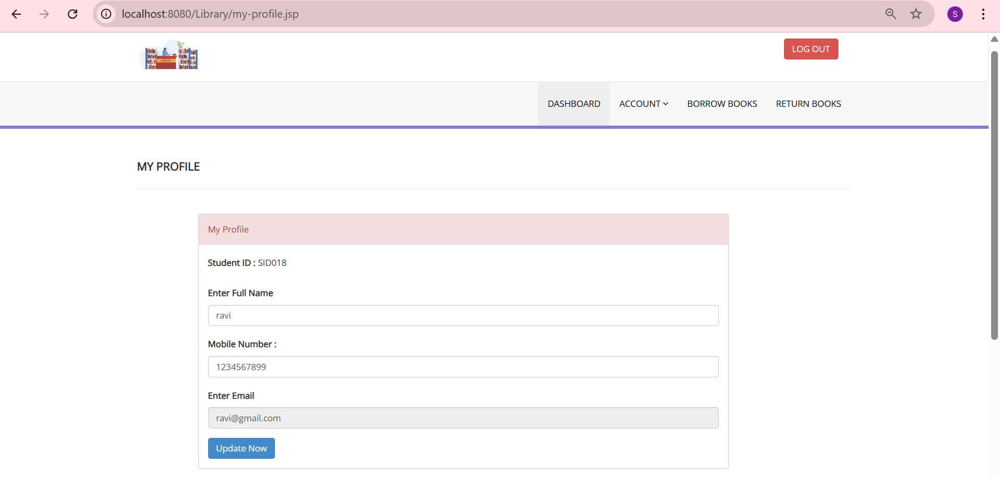 localhost:8080/Library/my-profile.jsp
S
LIBRARY
LOG OUT
DASHBOARD ACCOUNT BORROW BOOKS RETURN BOOKS
MY PROFILE
My Profile
Student ID : SID018
Enter Full Name
ravi
Mobile Number :
1234567899
Enter Email
ravi@gmail.com
Update Now